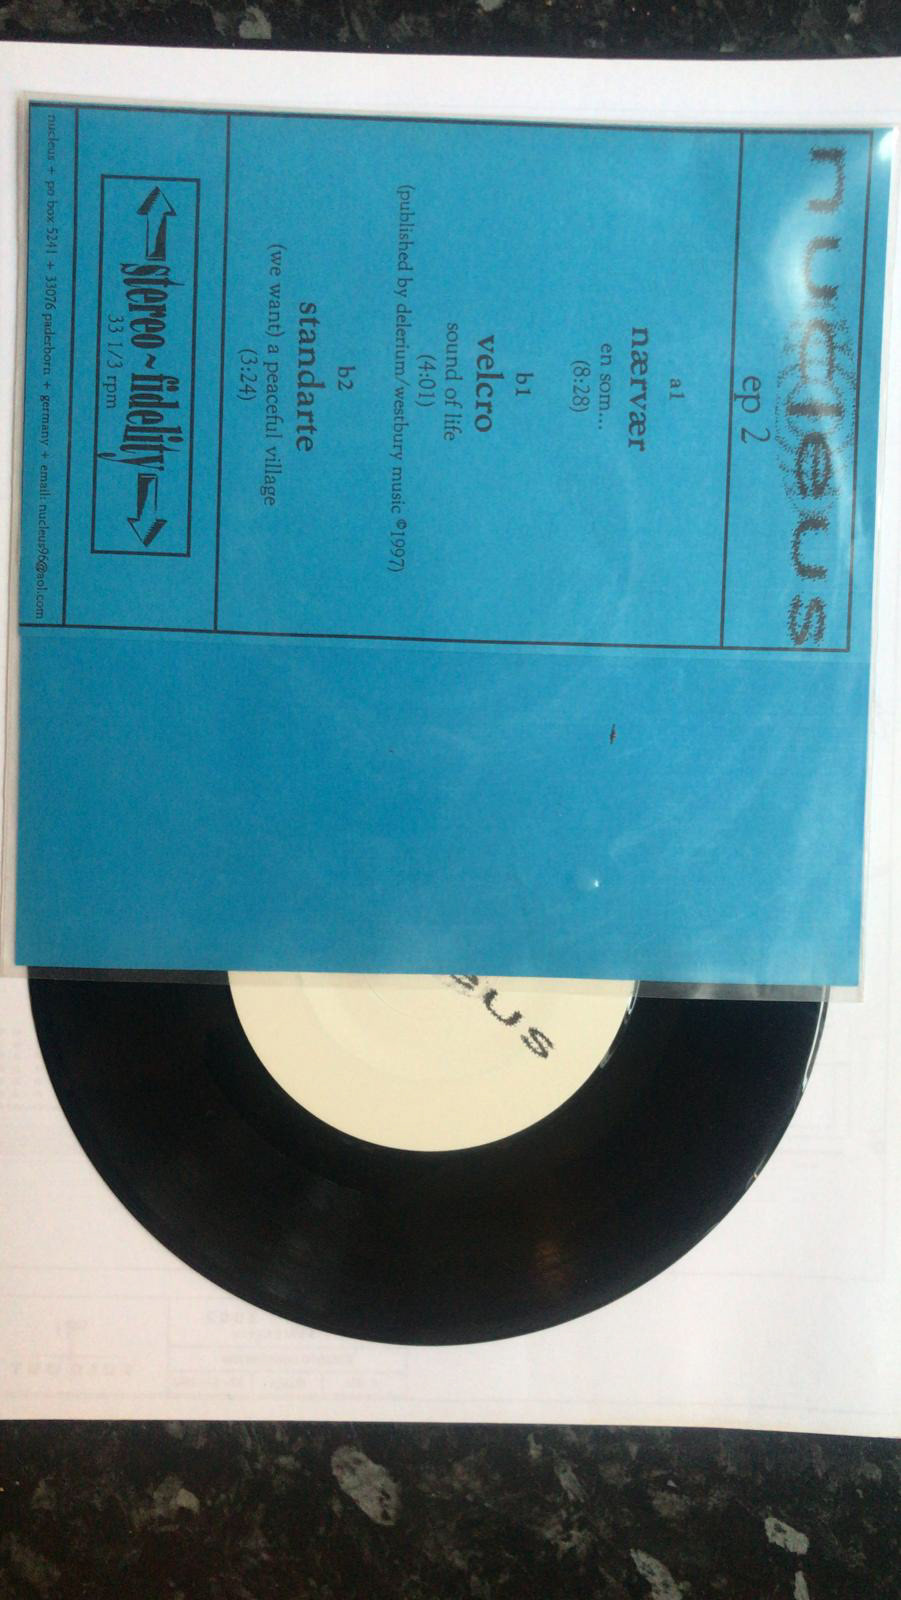 nucleus
ep 2
a1
nærvær
en som...
(8:28)
b1
velcro
sound of life
(4:01)
(published by delerium/westbury music ©1997)
b2
standarte
(we want) a peaceful village
(3:24)
stereo~fidelity
33 1/3 rpm
nucleus + po box 5241 + 33076 paderborn + germany + email: nucleus96@aol.com
eus